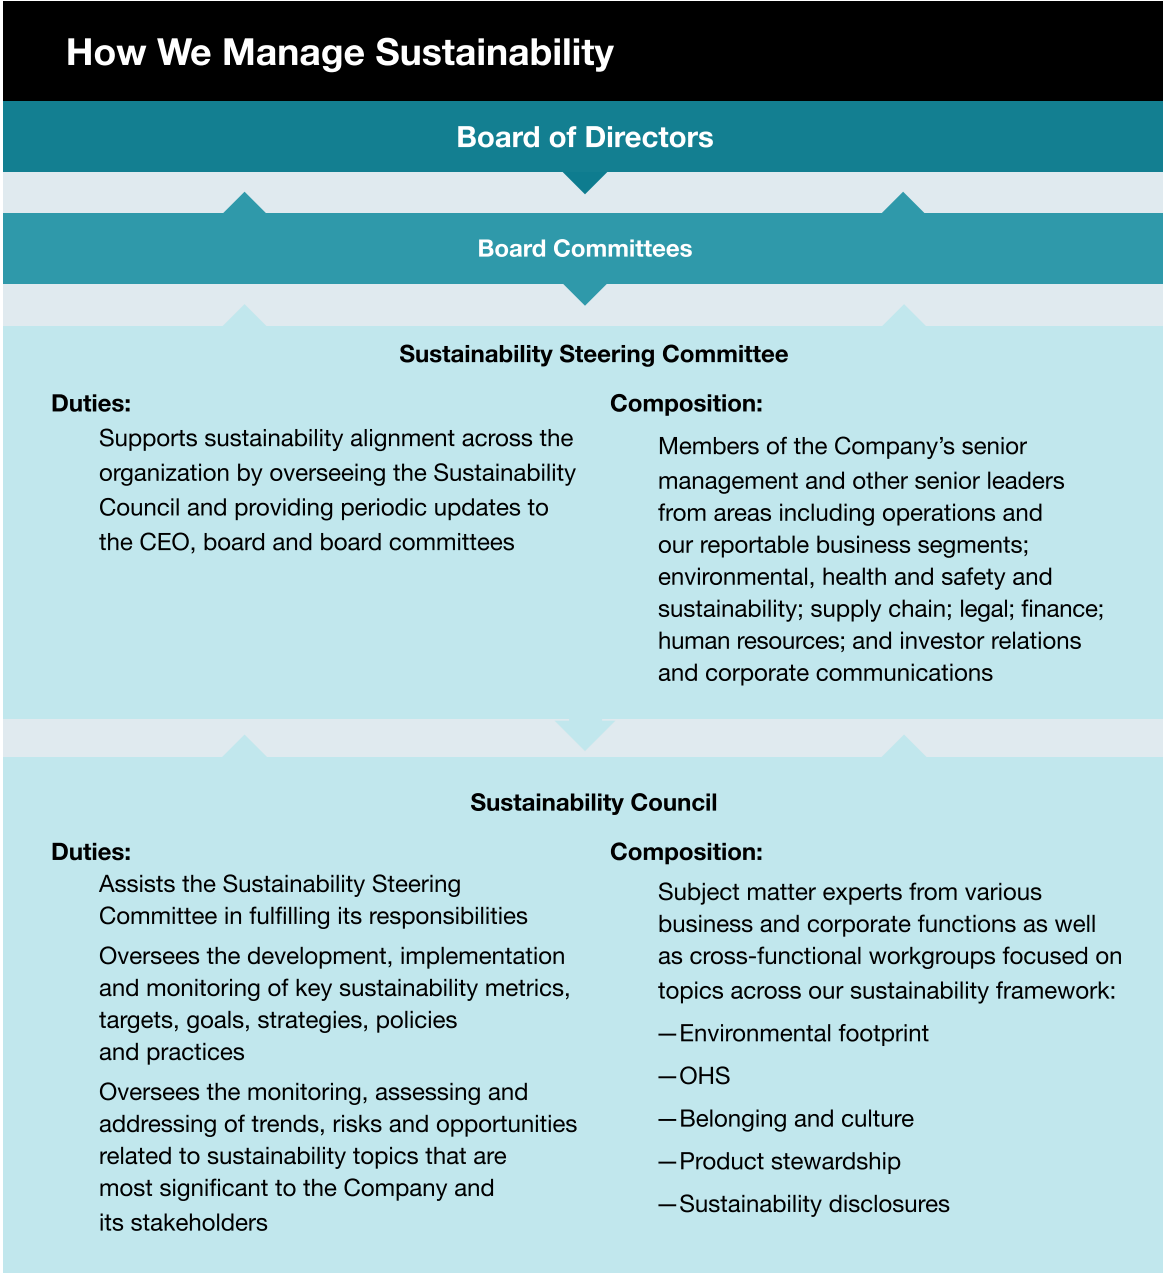 How We Manage Sustainability
Board of Directors
Board Committees
Sustainability Steering Committee
Duties:
Supports sustainability alignment across the
organization by overseeing the Sustainability
Council and providing periodic updates to
the CEO, board and board committees
Composition:
Members of the Company’s senior
management and other senior leaders
from areas including operations and
our reportable business segments;
environmental, health and safety and
sustainability; supply chain; legal; finance;
human resources; and investor relations
and corporate communications
Sustainability Council
Duties:
Assists the Sustainability Steering
Committee in fulfilling its responsibilities
Oversees the development, implementation
and monitoring of key sustainability metrics,
targets, goals, strategies, policies
and practices
Oversees the monitoring, assessing and
addressing of trends, risks and opportunities
related to sustainability topics that are
most significant to the Company and
its stakeholders
Composition:
Subject matter experts from various
business and corporate functions as well
as cross-functional workgroups focused on
topics across our sustainability framework:
—Environmental footprint
—OHS
—Belonging and culture
—Product stewardship
—Sustainability disclosures